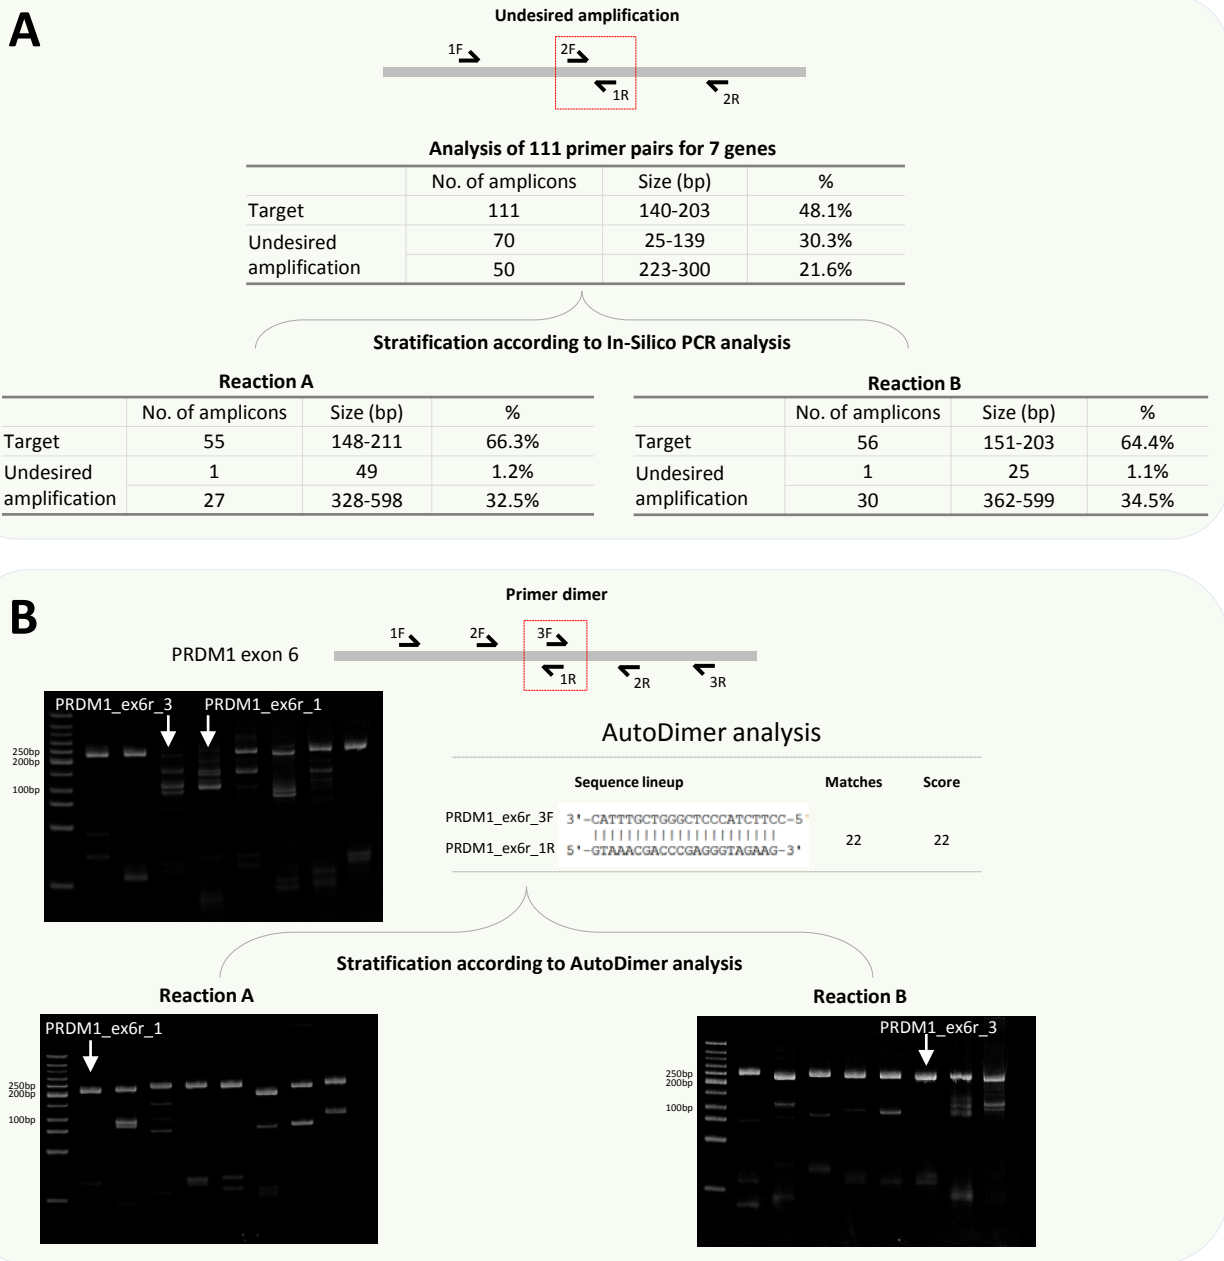 A
Undesired amplification
1F
2F
1R
2R
Analysis of 111 primer pairs for 7 genes
No. of amplicons Size (bp) %
Target 111 140-203 48.1%
Undesired amplification 70 25-139 30.3%
50 223-300 21.6%
Stratification according to In-Silico PCR analysis
Reaction A
No. of amplicons Size (bp) %
Target 55 148-211 66.3%
Undesired amplification 1 49 1.2%
27 328-598 32.5%
Reaction B
No. of amplicons Size (bp) %
Target 56 151-203 64.4%
Undesired amplification 1 25 1.1%
30 362-599 34.5%
B
Primer dimer
PRDM1 exon 6
1F
2F
3F
1R
2R
3R
PRDM1_ex6r_3 PRDM1_ex6r_1
250bp
200bp
100bp
AutoDimer analysis
Sequence lineup Matches Score
PRDM1_ex6r_3F 3'-CATTTGCTGGGCTCCCATCTTCC-5'
PRDM1_ex6r_1R 5'-GTAAACGACCCGAGGGTAGAAG-3'
22 22
Stratification according to AutoDimer analysis
Reaction A
PRDM1_ex6r_1
250bp
200bp
100bp
Reaction B
PRDM1_ex6r_3
250bp
200bp
100bp